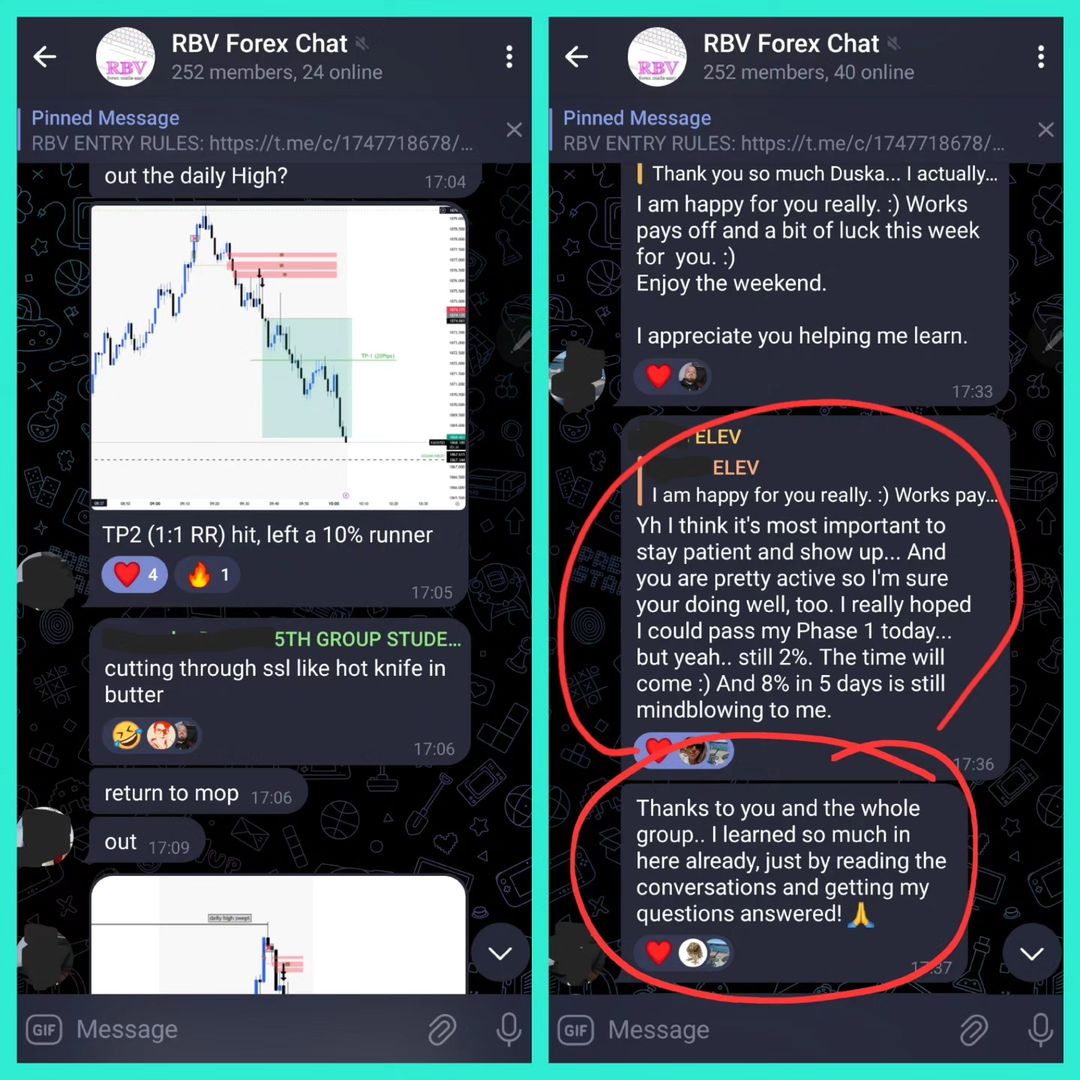 RBV Forex Chat
252 members, 24 online
Pinned Message
RBV ENTRY RULES: https://t.me/c/1747718678/...
out the daily High?
17:04
TP-1 (20Pips)
TP2 (1:1 RR) hit, left a 10% runner
❤️ 4 🔥 1
17:05
5TH GROUP STUDE...
cutting through ssl like hot knife in
butter
17:06
return to mop 17:06
out 17:09
daily high swept
GIF Message
RBV Forex Chat
252 members, 40 online
Pinned Message
RBV ENTRY RULES: https://t.me/c/1747718678/...
Thank you so much Duska... I actually...
I am happy for you really. :) Works
pays off and a bit of luck this week
for you. :)
Enjoy the weekend.
I appreciate you helping me learn.
17:33
ELEV
ELEV
I am happy for you really. :) Works pay...
Yh I think it's most important to
stay patient and show up... And
you are pretty active so I'm sure
your doing well, too. I really hoped
I could pass my Phase 1 today...
but yeah.. still 2%. The time will
come :) And 8% in 5 days is still
mindblowing to me.
17:36
Thanks to you and the whole
group.. I learned so much in
here already, just by reading the
conversations and getting my
questions answered! 🙏
17:37
GIF Message